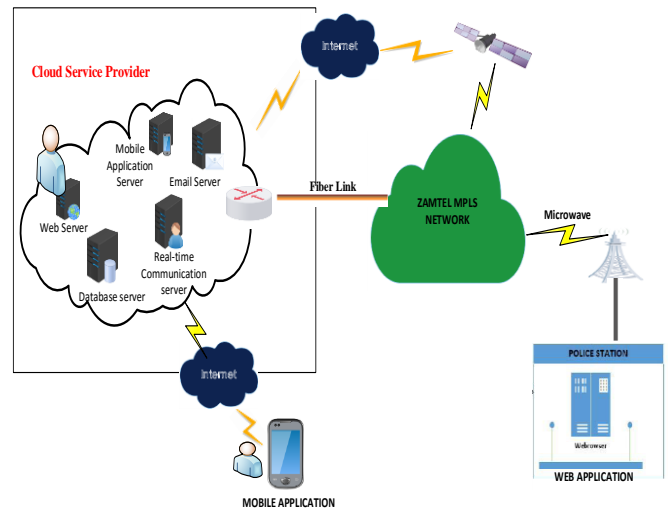 Internet
Cloud Service Provider
Mobile
Application
Server
Email Server
Web Server
Real-time
Communication
server
Database server
Fiber Link
ZAMTEL MPLS
NETWORK
Microwave
Internet
POLICE STATION
Webrowser
WEB APPLICATION
MOBILE APPLICATION